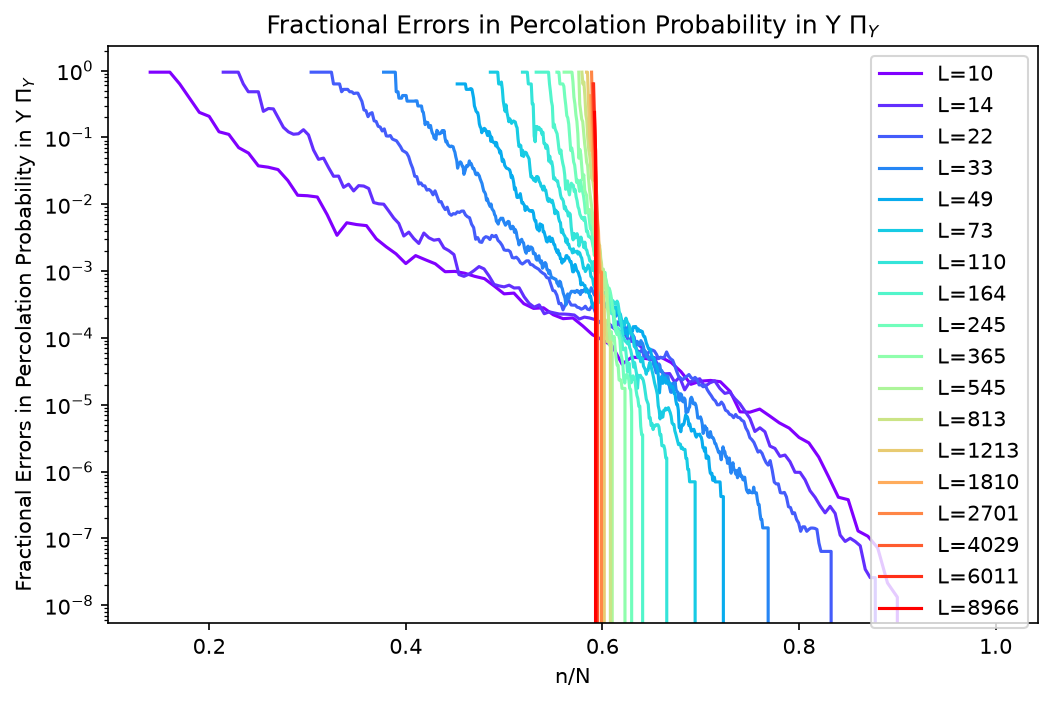 Fractional Errors in Percolation Probability in Y Π_Y
Fractional Errors in Percolation Probability in Y Π_Y
10⁰
10⁻¹
10⁻²
10⁻³
10⁻⁴
10⁻⁵
10⁻⁶
10⁻⁷
10⁻⁸
L=10
L=14
L=22
L=33
L=49
L=73
L=110
L=164
L=245
L=365
L=545
L=813
L=1213
L=1810
L=2701
L=4029
L=6011
L=8966
0.2 0.4 0.6 0.8 1.0
n/N